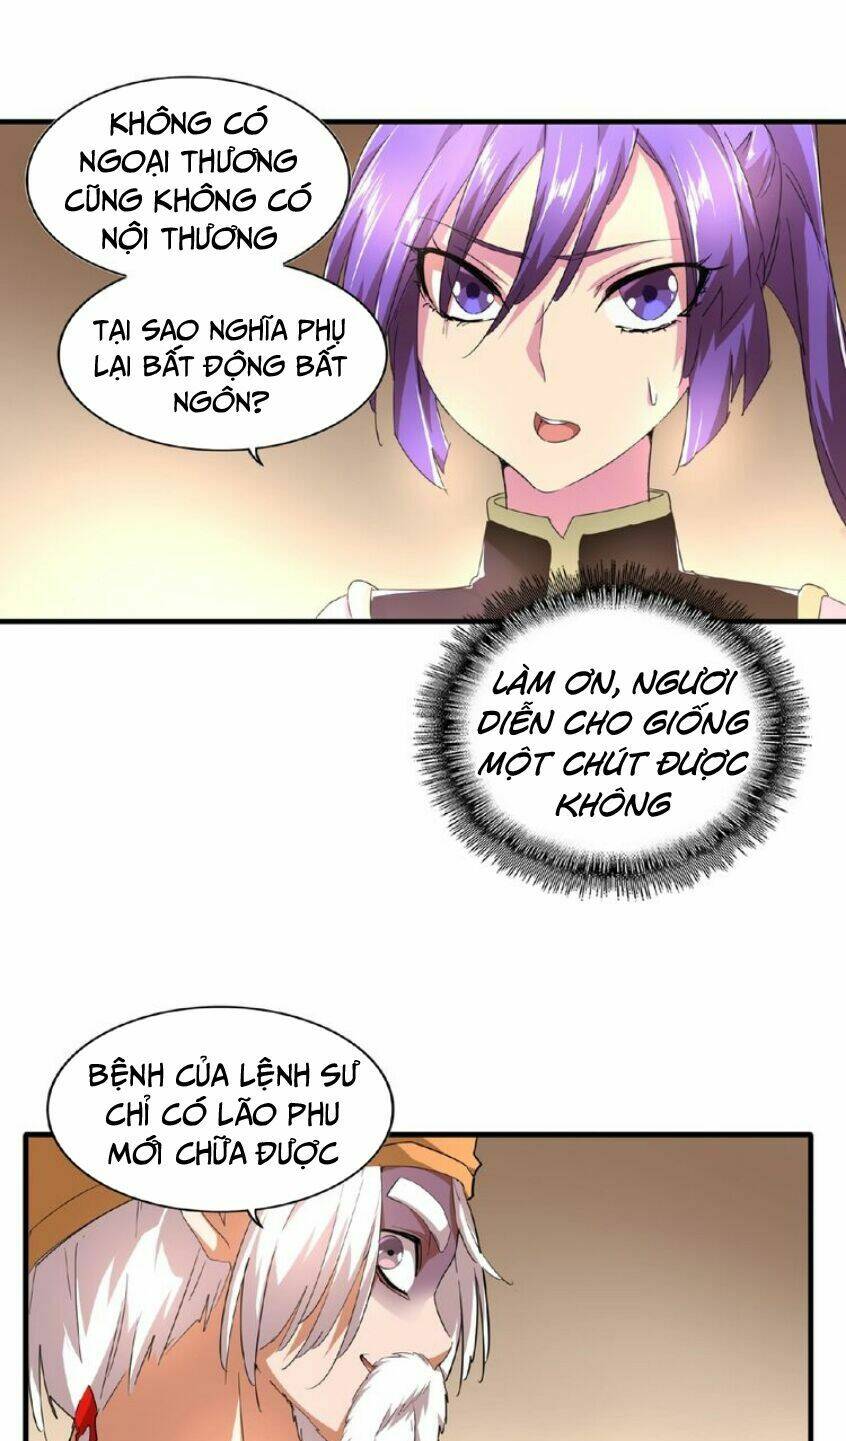 KHÔNG CÓ
NGOẠI THƯƠNG
CŨNG KHÔNG CÓ
NỘI THƯƠNG
TẠI SAO NGHĨA PHỤ
LẠI BẤT ĐỘNG BẤT
NGÔN?
LÀM ƠN, NGƯƠI
DIỄN CHO GIỐNG
MỘT CHÚT ĐƯỢC
KHÔNG
BỆNH CỦA LỆNH SƯ
CHỈ CÓ LÃO PHU
MỚI CHỮA ĐƯỢC